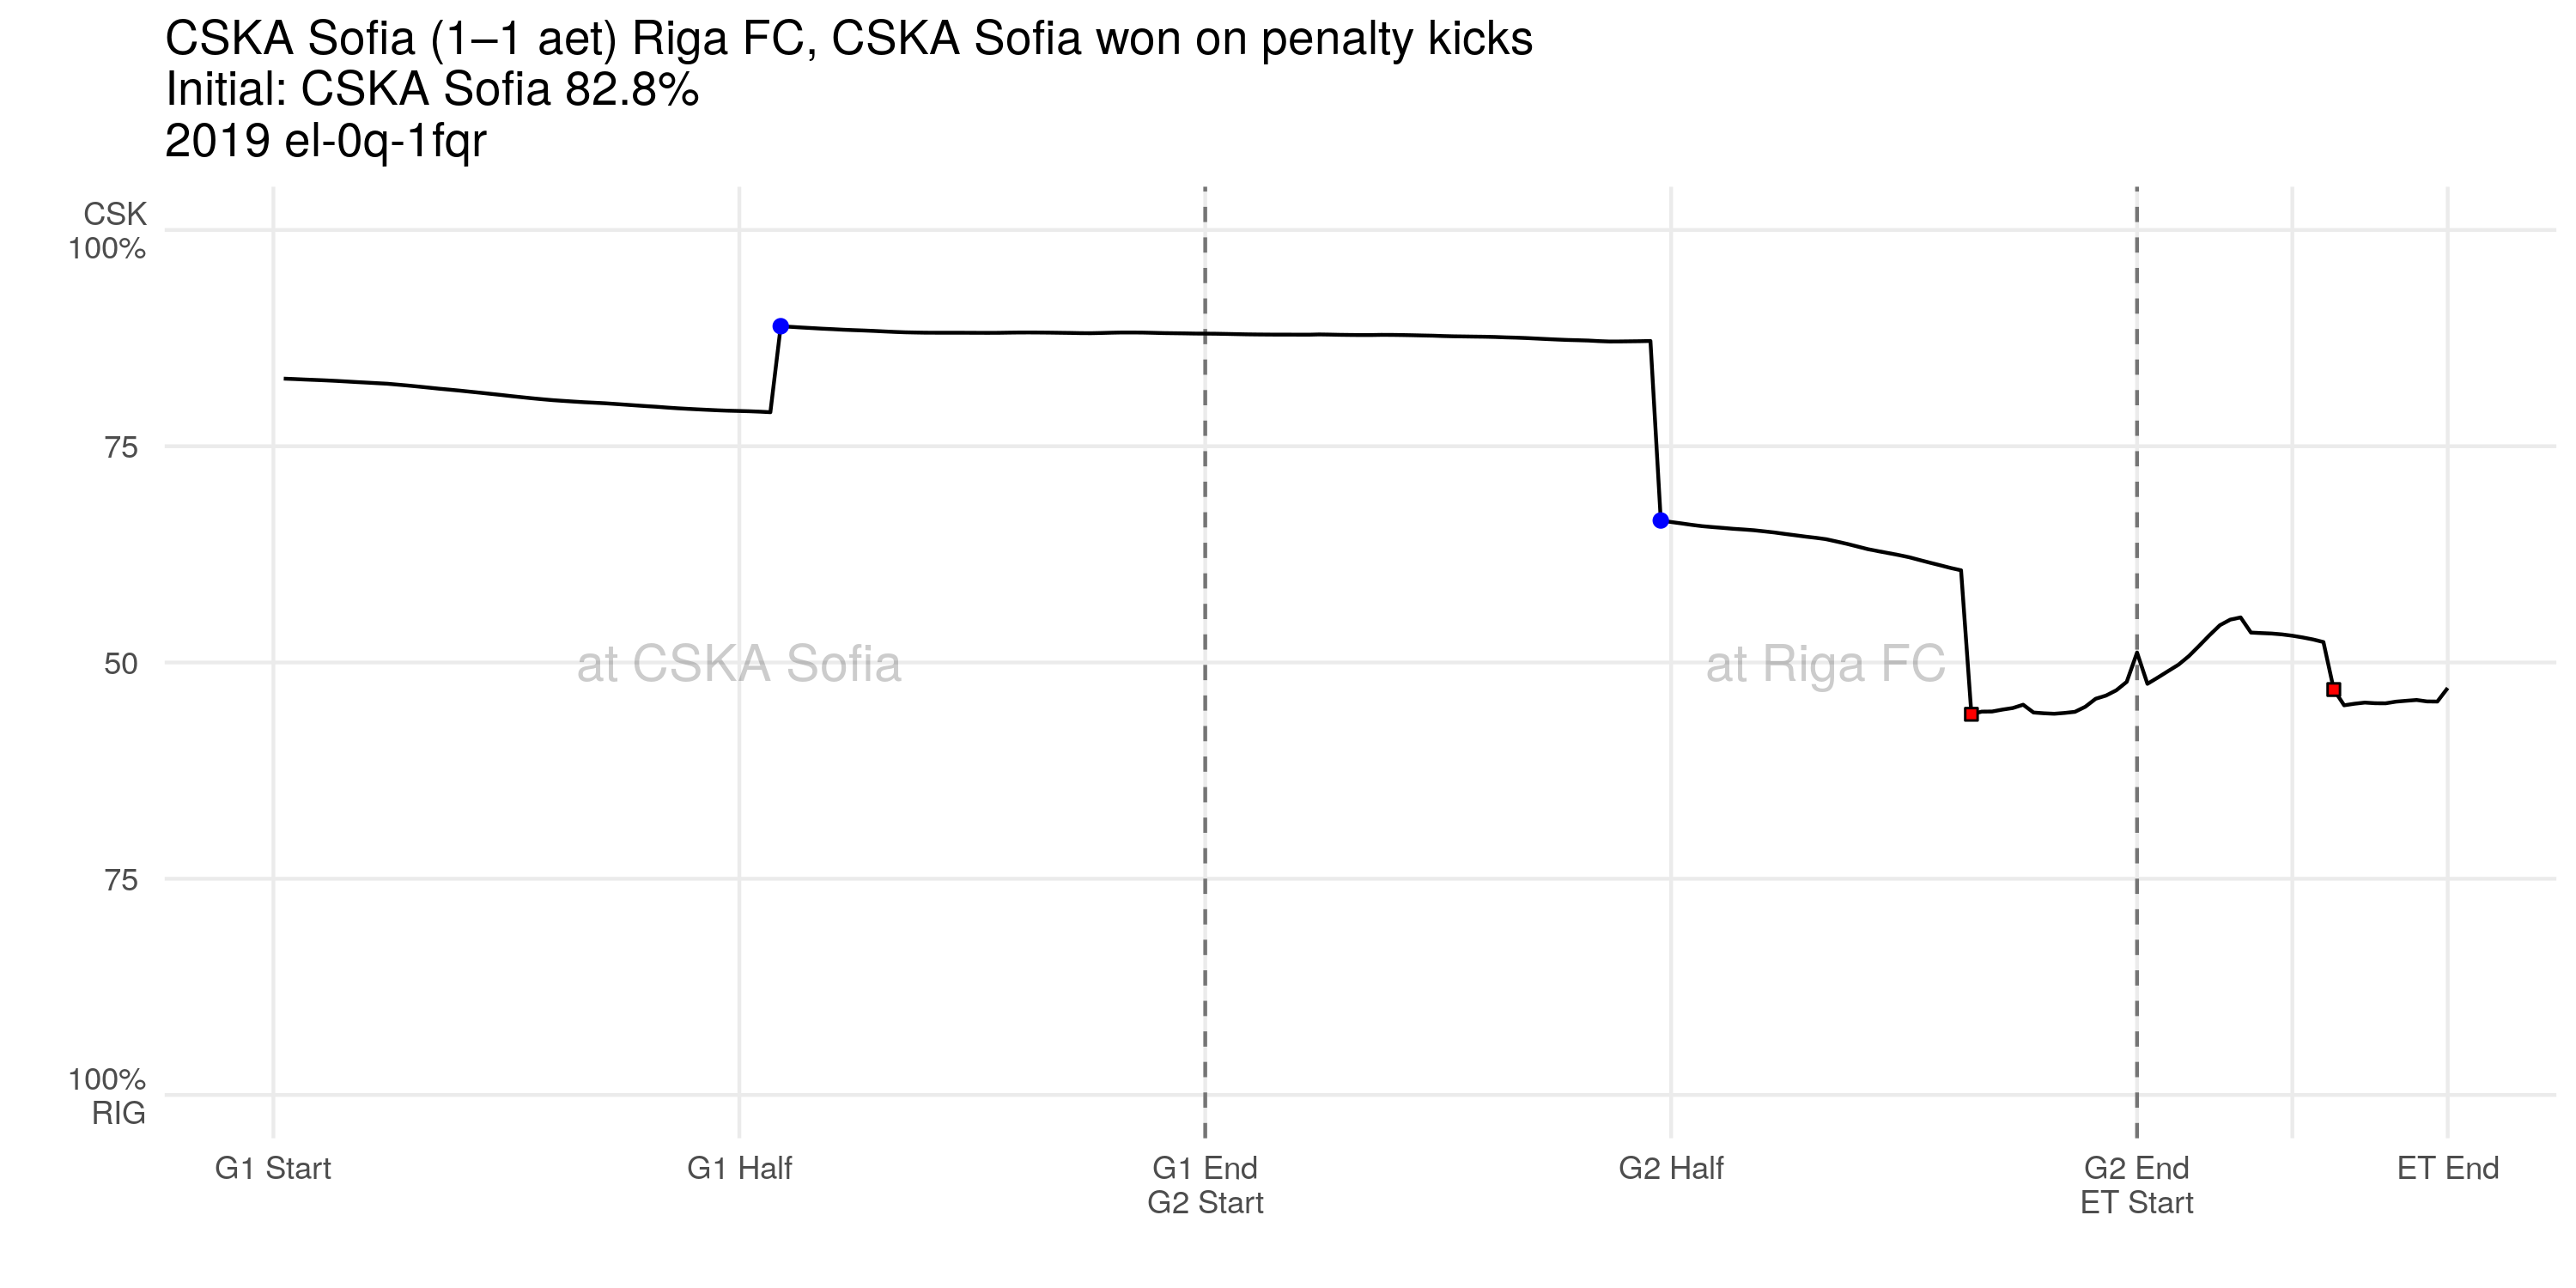 CSKA Sofia (1–1 aet) Riga FC, CSKA Sofia won on penalty kicks
Initial: CSKA Sofia 82.8%
2019 el-0q-1fqr
CSK
100%
75
50
75
100%
RIG
at CSKA Sofia
at Riga FC
G1 Start
G1 Half
G1 End
G2 Start
G2 Half
G2 End
ET Start
ET End